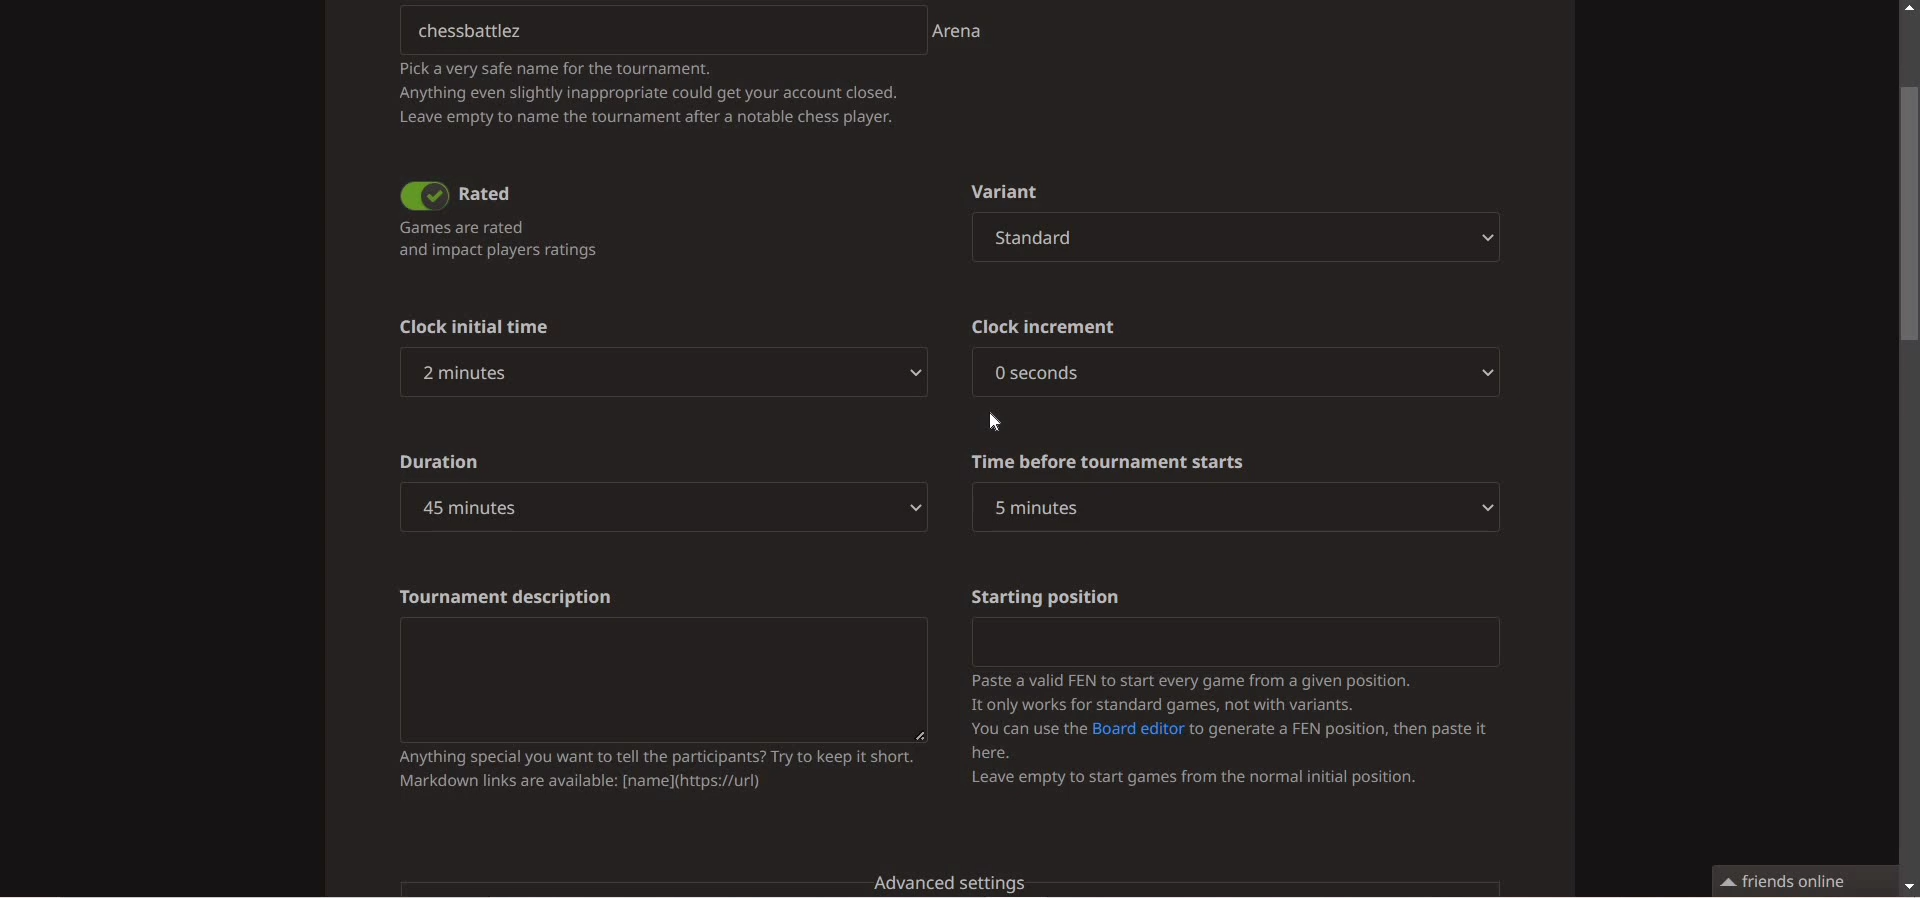 chessbattlez Arena
Pick a very safe name for the tournament.
Anything even slightly inappropriate could get your account closed.
Leave empty to name the tournament after a notable chess player.
Rated
Games are rated
and impact players ratings
Variant
Standard
Clock initial time
2 minutes
Clock increment
0 seconds
Duration
45 minutes
Time before tournament starts
5 minutes
Tournament description
Anything special you want to tell the participants? Try to keep it short.
Markdown links are available: [name](https://url)
Starting position
Paste a valid FEN to start every game from a given position.
It only works for standard games, not with variants.
You can use the Board editor to generate a FEN position, then paste it
here.
Leave empty to start games from the normal initial position.
Advanced settings
friends online